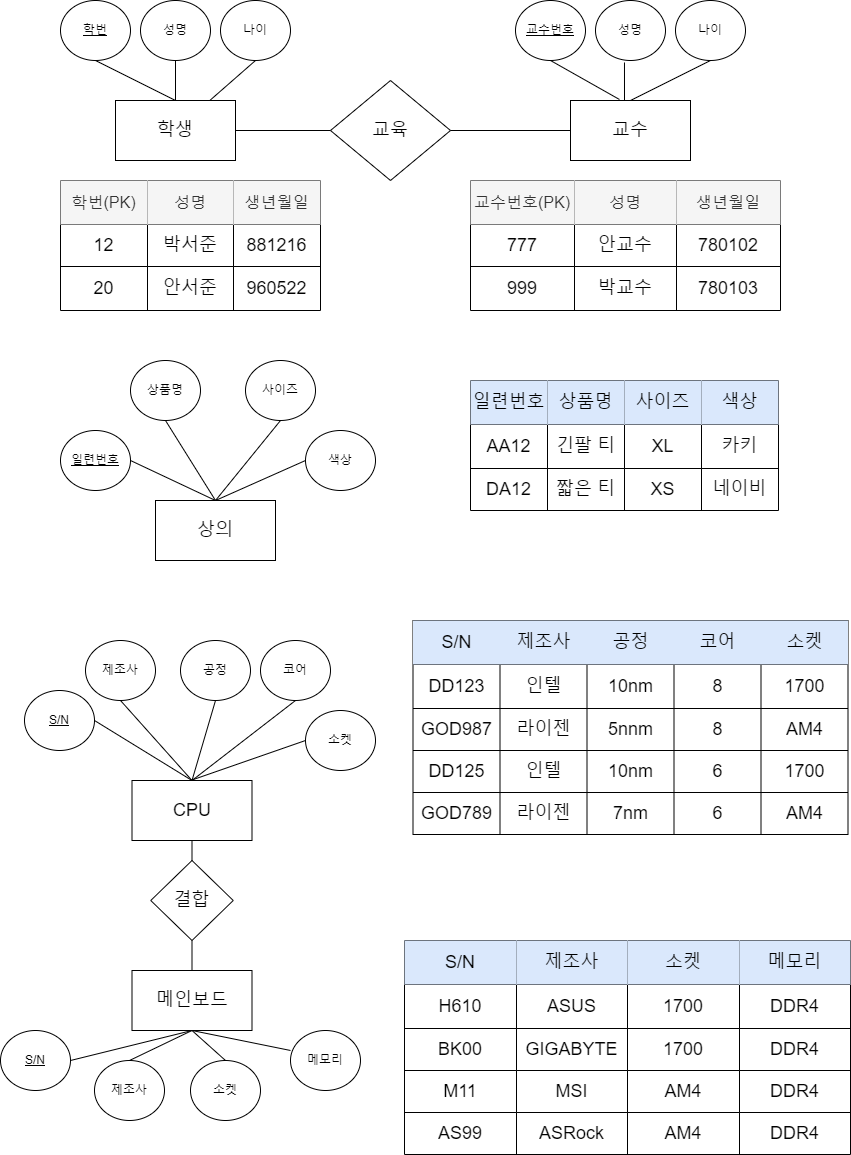 학번 성명 나이
교수번호 성명 나이
학생 교육 교수
학번(PK) 성명 생년월일
12 박서준 881216
20 안서준 960522
교수번호(PK) 성명 생년월일
777 안교수 780102
999 박교수 780103
상품명 사이즈
일련번호 색상
상의
일련번호 상품명 사이즈 색상
AA12 긴팔 티 XL 카키
DA12 짧은 티 XS 네이비
제조사 공정 코어
S/N 소켓
CPU
결합
메인보드
S/N 메모리
제조사 소켓
S/N 제조사 공정 코어 소켓
DD123 인텔 10nm 8 1700
GOD987 라이젠 5nnm 8 AM4
DD125 인텔 10nm 6 1700
GOD789 라이젠 7nm 6 AM4
S/N 제조사 소켓 메모리
H610 ASUS 1700 DDR4
BK00 GIGABYTE 1700 DDR4
M11 MSI AM4 DDR4
AS99 ASRock AM4 DDR4